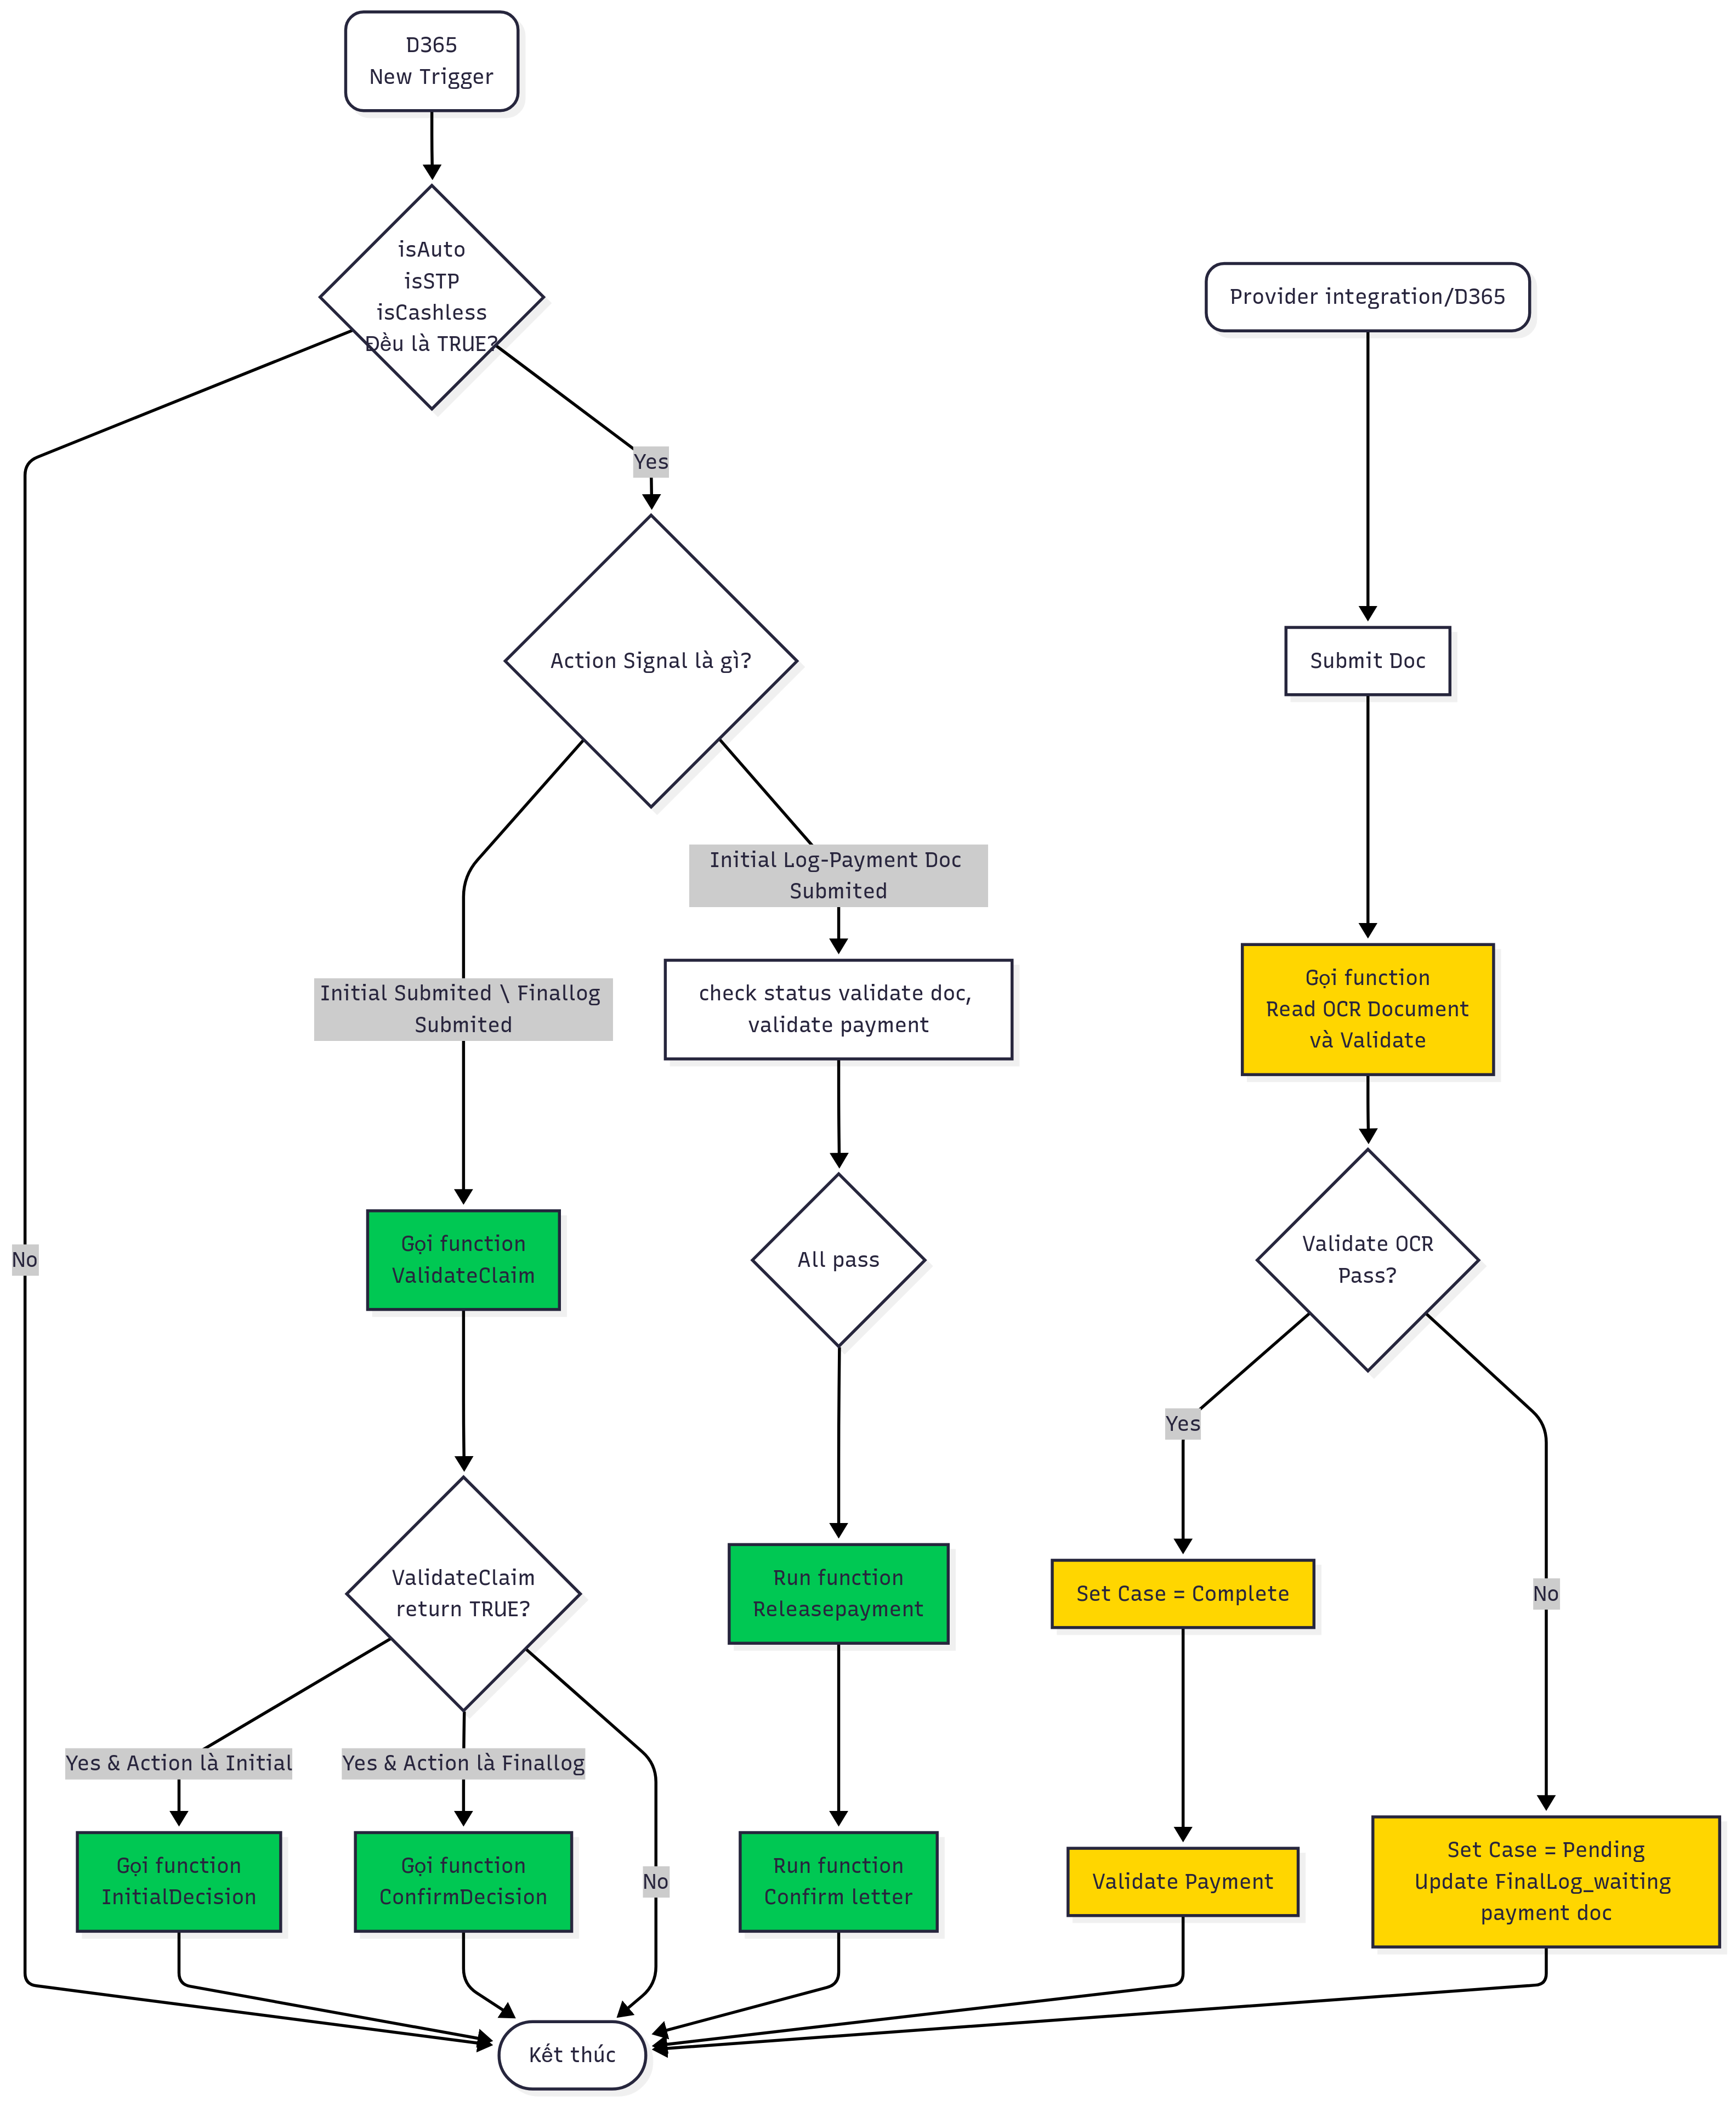 D365
New Trigger
isAuto
isSTP
isCashless
Đều là TRUE?
Provider integration/D365
Yes
Action Signal là gì?
Submit Doc
Initial Log-Payment Doc
Submited
Initial Submited \ Finallog
Submited
check status validate doc,
validate payment
Gọi function
Read OCR Document
và Validate
No
Gọi function
ValidateClaim
All pass
Validate OCR
Pass?
Yes
ValidateClaim
return TRUE?
Run function
Releasepayment
Set Case = Complete
No
Yes & Action là Initial
Yes & Action là Finallog
Gọi function
InitialDecision
Gọi function
ConfirmDecision
No
Run function
Confirm letter
Validate Payment
Set Case = Pending
Update FinalLog_waiting
payment doc
Kết thúc